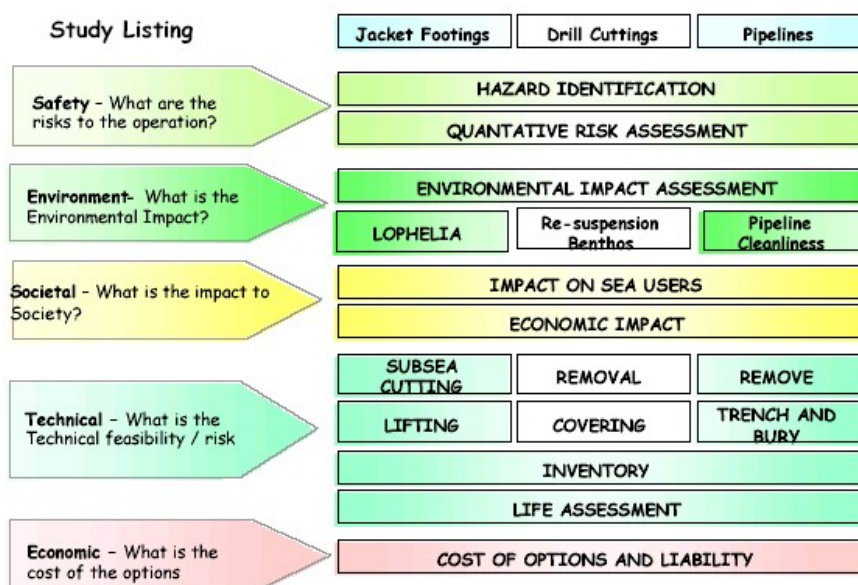 Study Listing
Jacket Footings
Drill Cuttings
Pipelines
Safety – What are the
risks to the operation?
HAZARD IDENTIFICATION
QUANTATIVE RISK ASSESSMENT
Environment- What is the
Environmental Impact?
ENVIRONMENTAL IMPACT ASSESSMENT
LOPHELIA
Re-suspension
Benthos
Pipeline
Cleanliness
Societal – What is the impact to
Society?
IMPACT ON SEA USERS
ECONOMIC IMPACT
Technical – What is the
Technical feasibility / risk
SUBSEA
CUTTING
REMOVAL
REMOVE
LIFTING
COVERING
TRENCH AND
BURY
INVENTORY
LIFE ASSESSMENT
Economic – What is the
cost of the options
COST OF OPTIONS AND LIABILITY